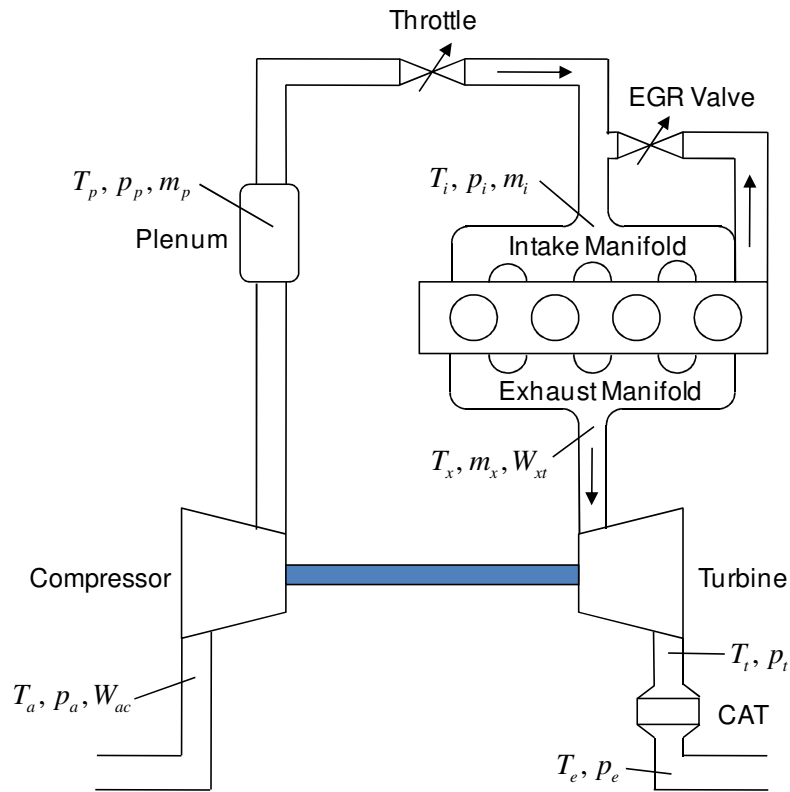 Throttle
EGR Valve
T_p, p_p, m_p
T_i, p_i, m_i
Plenum
Intake Manifold
Exhaust Manifold
T_x, m_x, W_xt
Compressor
Turbine
T_t, p_t
T_a, p_a, W_ac
CAT
T_e, p_e